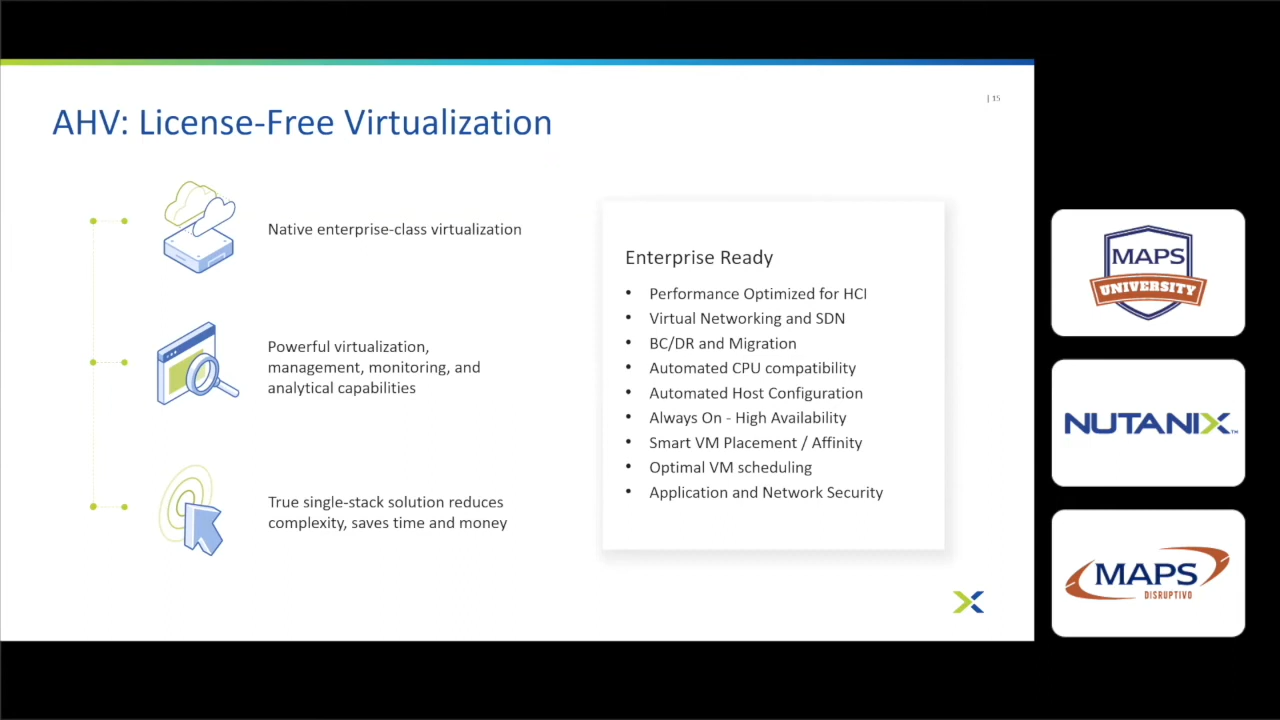 | 15
AHV: License-Free Virtualization
Native enterprise-class virtualization
Powerful virtualization,
management, monitoring, and
analytical capabilities
True single-stack solution reduces
complexity, saves time and money
Enterprise Ready
• Performance Optimized for HCI
• Virtual Networking and SDN
• BC/DR and Migration
• Automated CPU compatibility
• Automated Host Configuration
• Always On - High Availability
• Smart VM Placement / Affinity
• Optimal VM scheduling
• Application and Network Security
MAPS
UNIVERSITY
NUTANIX™
MAPS
DISRUPTIVO